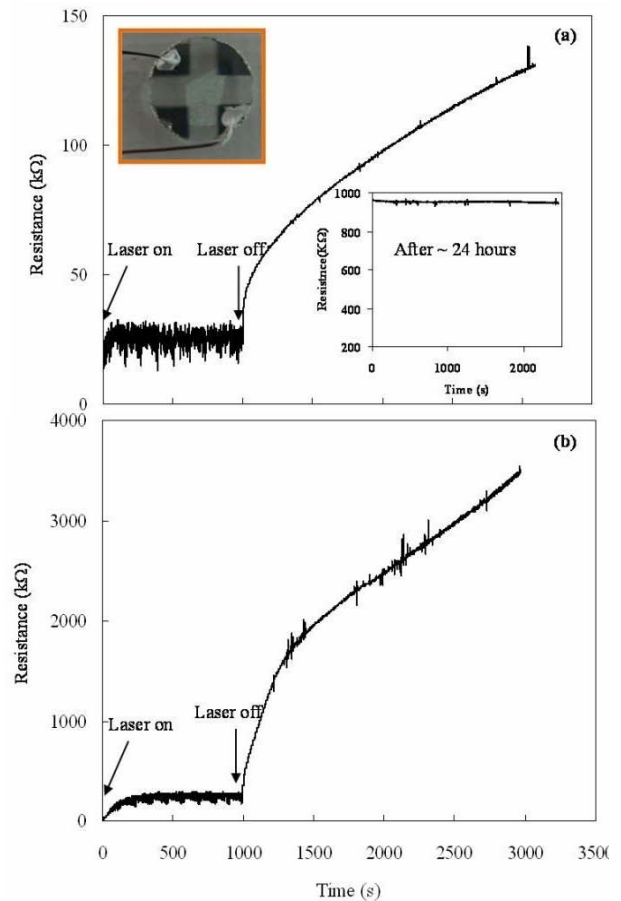 (a)
150
100
50
0
Resistance (kΩ)
Laser on
Laser off
1000
800
600
400
200
Resistnce(KΩ)
After ~ 24 hours
0
1000
2000
Time (s)
(b)
4000
3000
2000
1000
0
Resistance (kΩ)
Laser on
Laser off
0
500
1000
1500
2000
2500
3000
3500
Time (s)